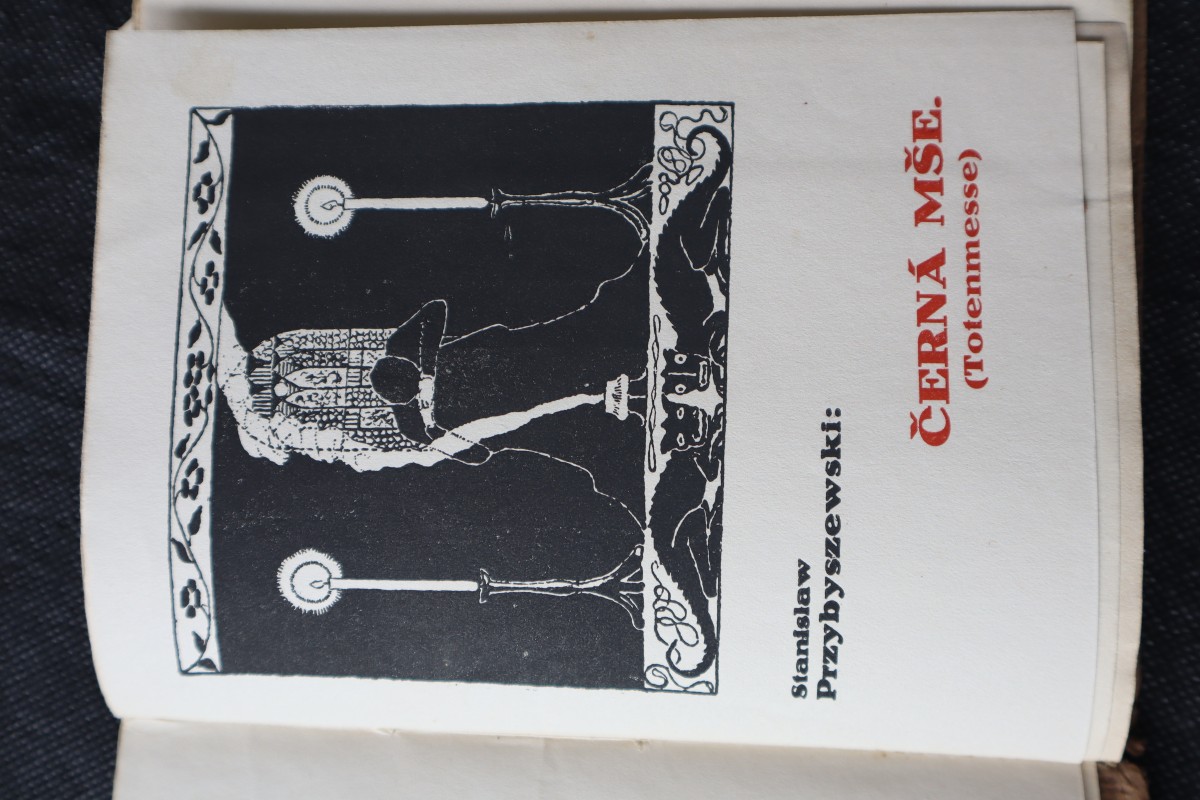 Stanislaw
Przybyszewski:
ČERNÁ MŠE.
(Totenmesse)